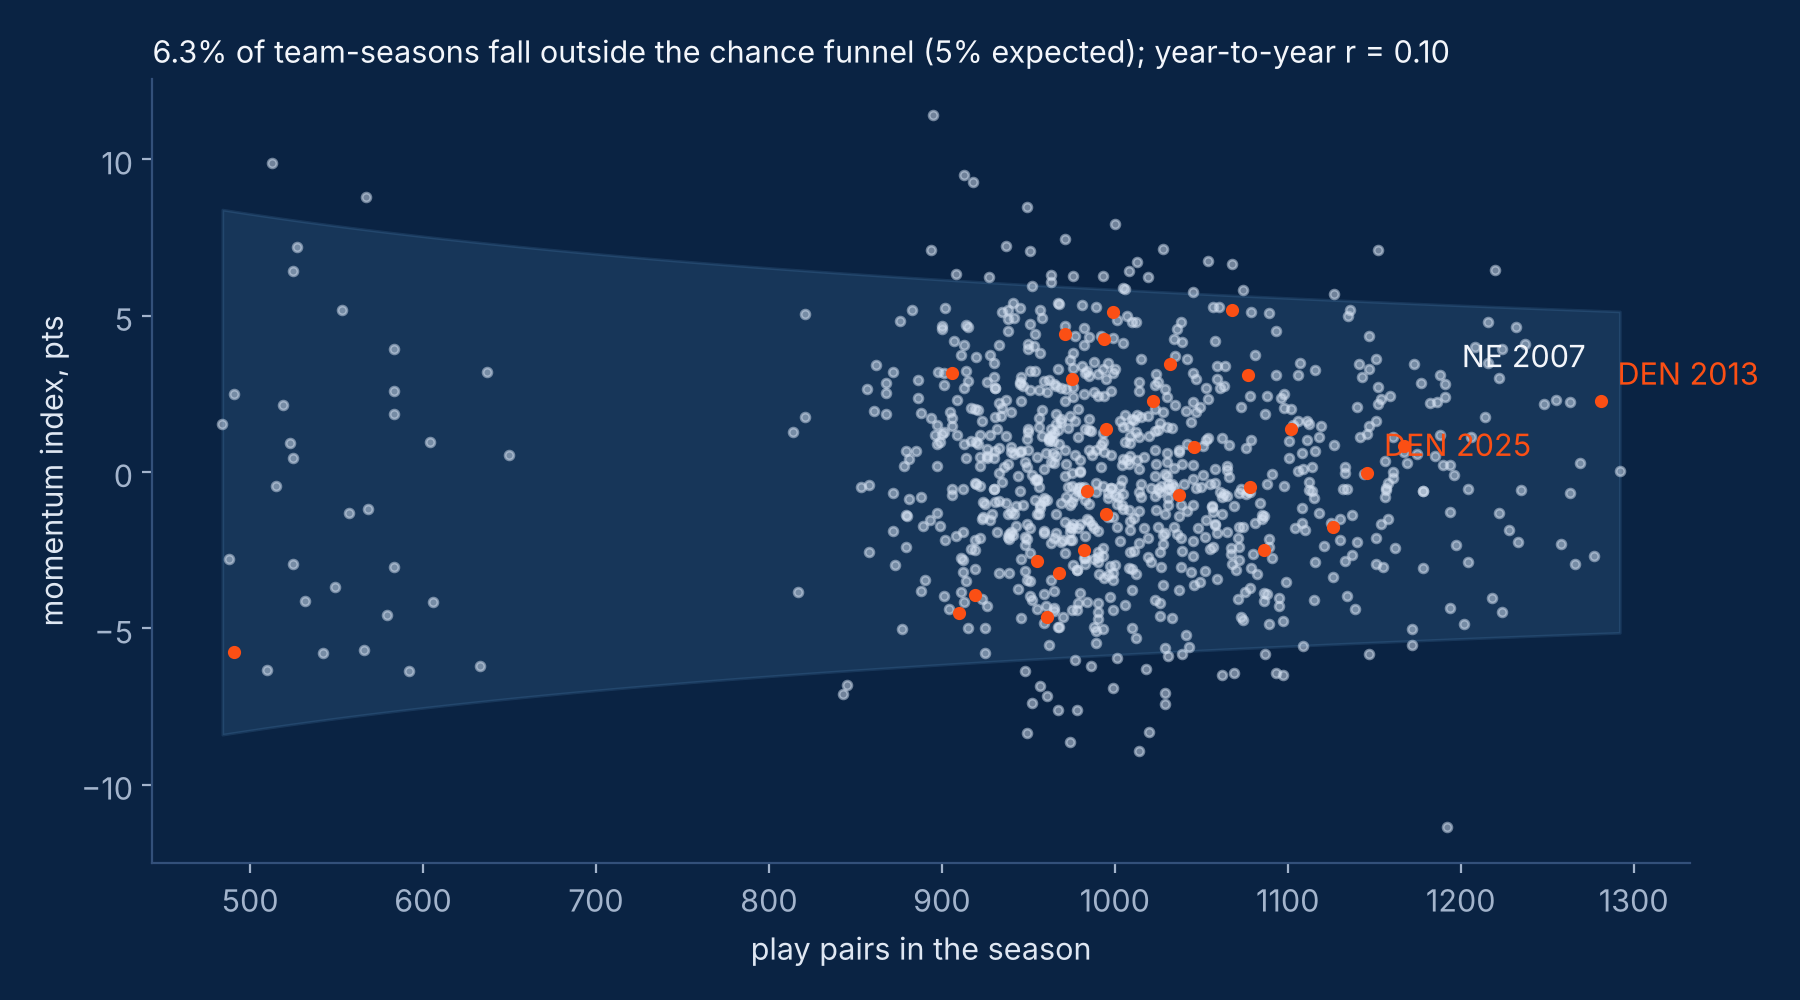 6.3% of team-seasons fall outside the chance funnel (5% expected); year-to-year r = 0.10
momentum index, pts
10
5
0
−5
−10
NE 2007
DEN 2013
DEN 2025
500 600 700 800 900 1000 1100 1200 1300
play pairs in the season